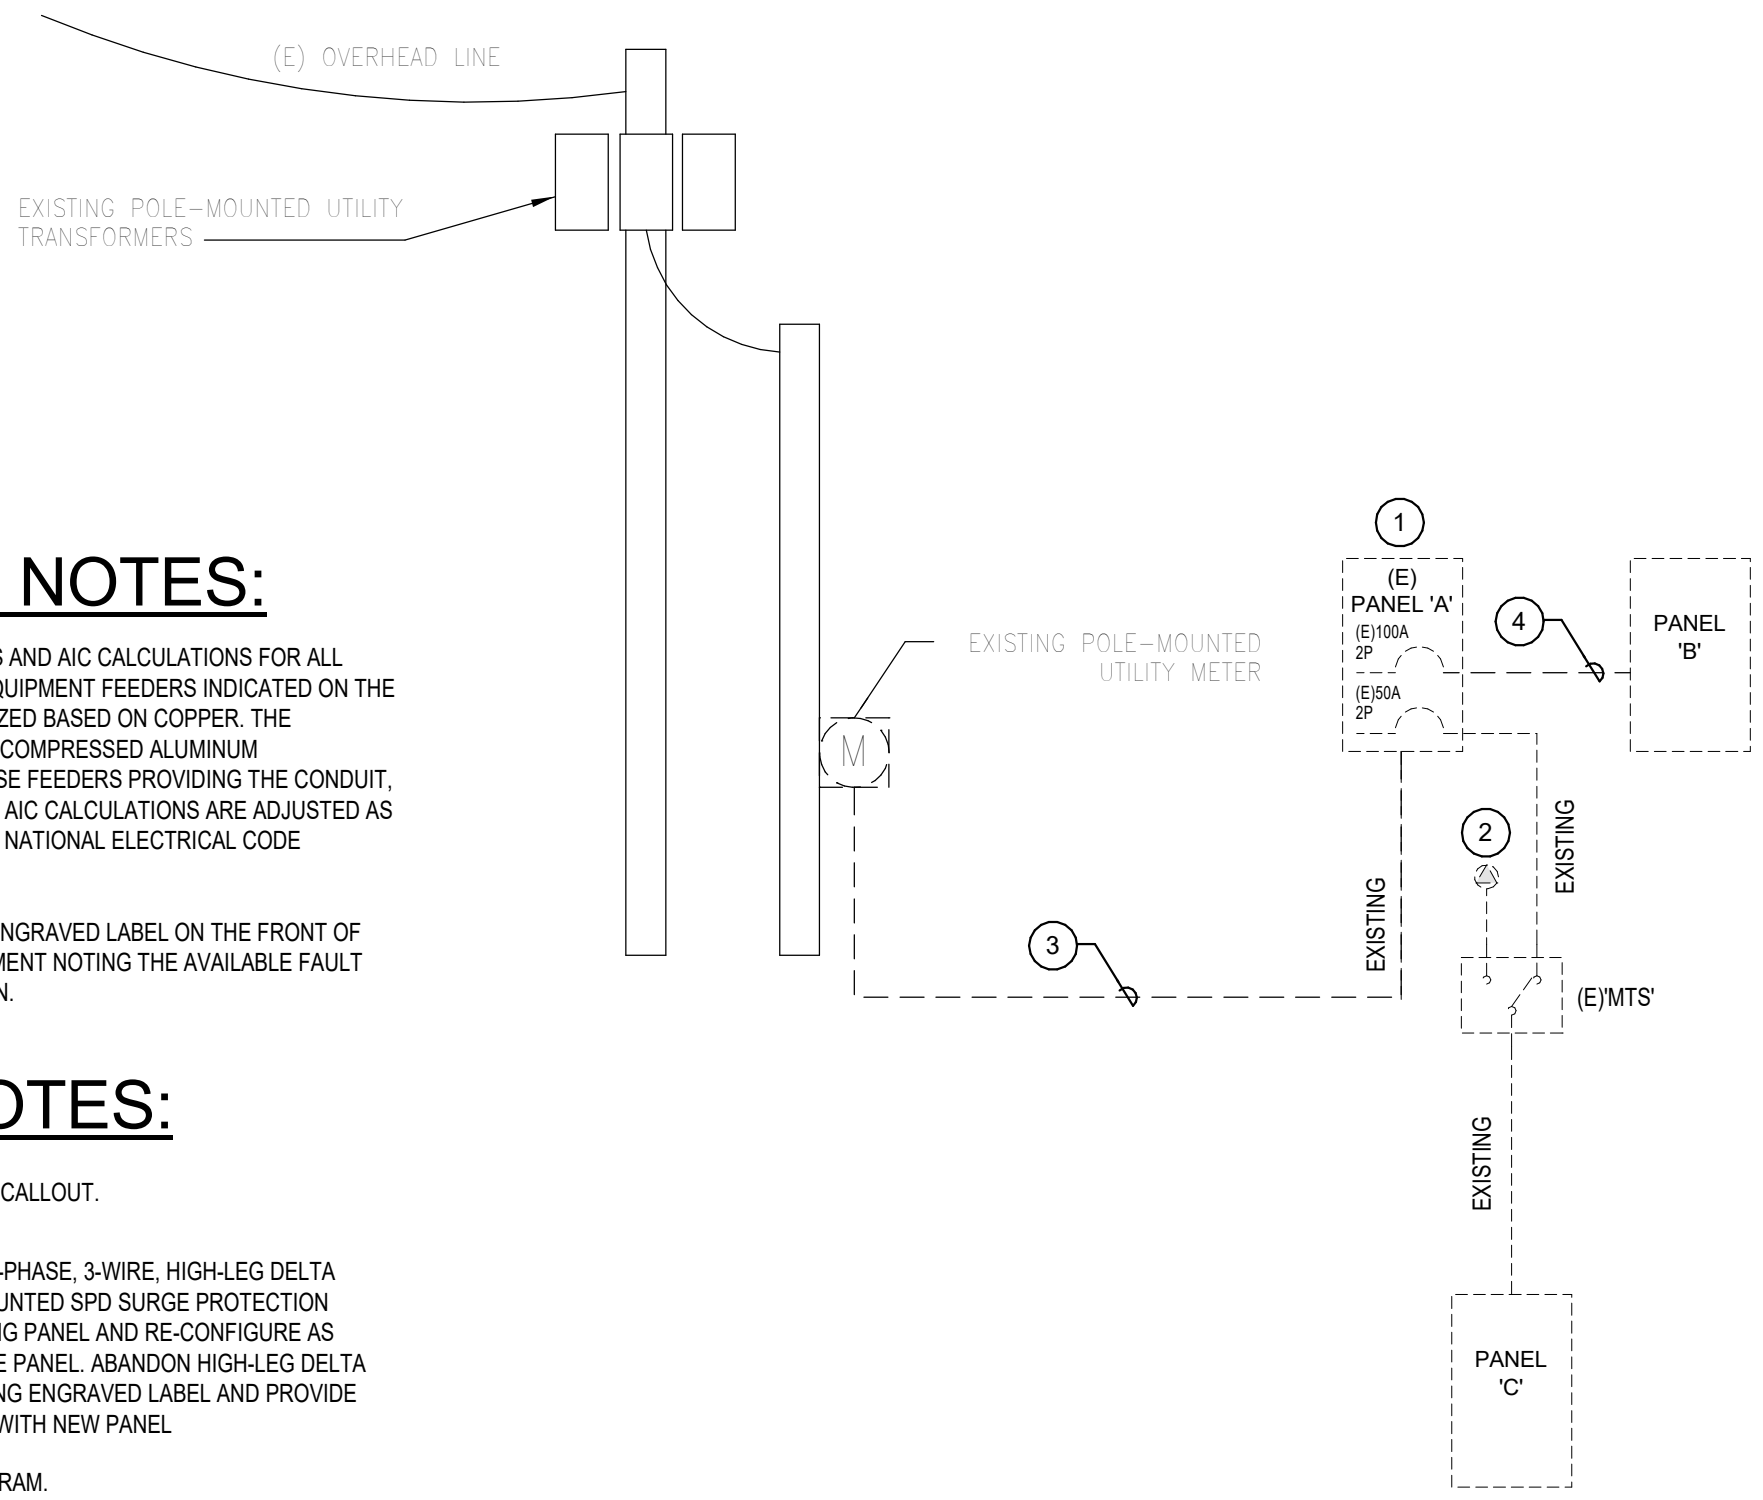 (E) OVERHEAD LINE
EXISTING POLE-MOUNTED UTILITY
TRANSFORMERS
NOTES:
S AND AIC CALCULATIONS FOR ALL
QUIPMENT FEEDERS INDICATED ON THE
ZED BASED ON COPPER. THE
COMPRESSED ALUMINUM
SE FEEDERS PROVIDING THE CONDUIT,
AIC CALCULATIONS ARE ADJUSTED AS
NATIONAL ELECTRICAL CODE
NGRAVED LABEL ON THE FRONT OF
MENT NOTING THE AVAILABLE FAULT
N.
OTES:
CALLOUT.
-PHASE, 3-WIRE, HIGH-LEG DELTA
UNTED SPD SURGE PROTECTION
NG PANEL AND RE-CONFIGURE AS
E PANEL. ABANDON HIGH-LEG DELTA
NG ENGRAVED LABEL AND PROVIDE
WITH NEW PANEL
RAM.
EXISTING POLE-MOUNTED
UTILITY METER
M
3
1
(E)
PANEL 'A'
(E)100A
2P
(E)50A
2P
4
PANEL
'B'
2
EXISTING
EXISTING
(E)'MTS'
EXISTING
PANEL
'C'